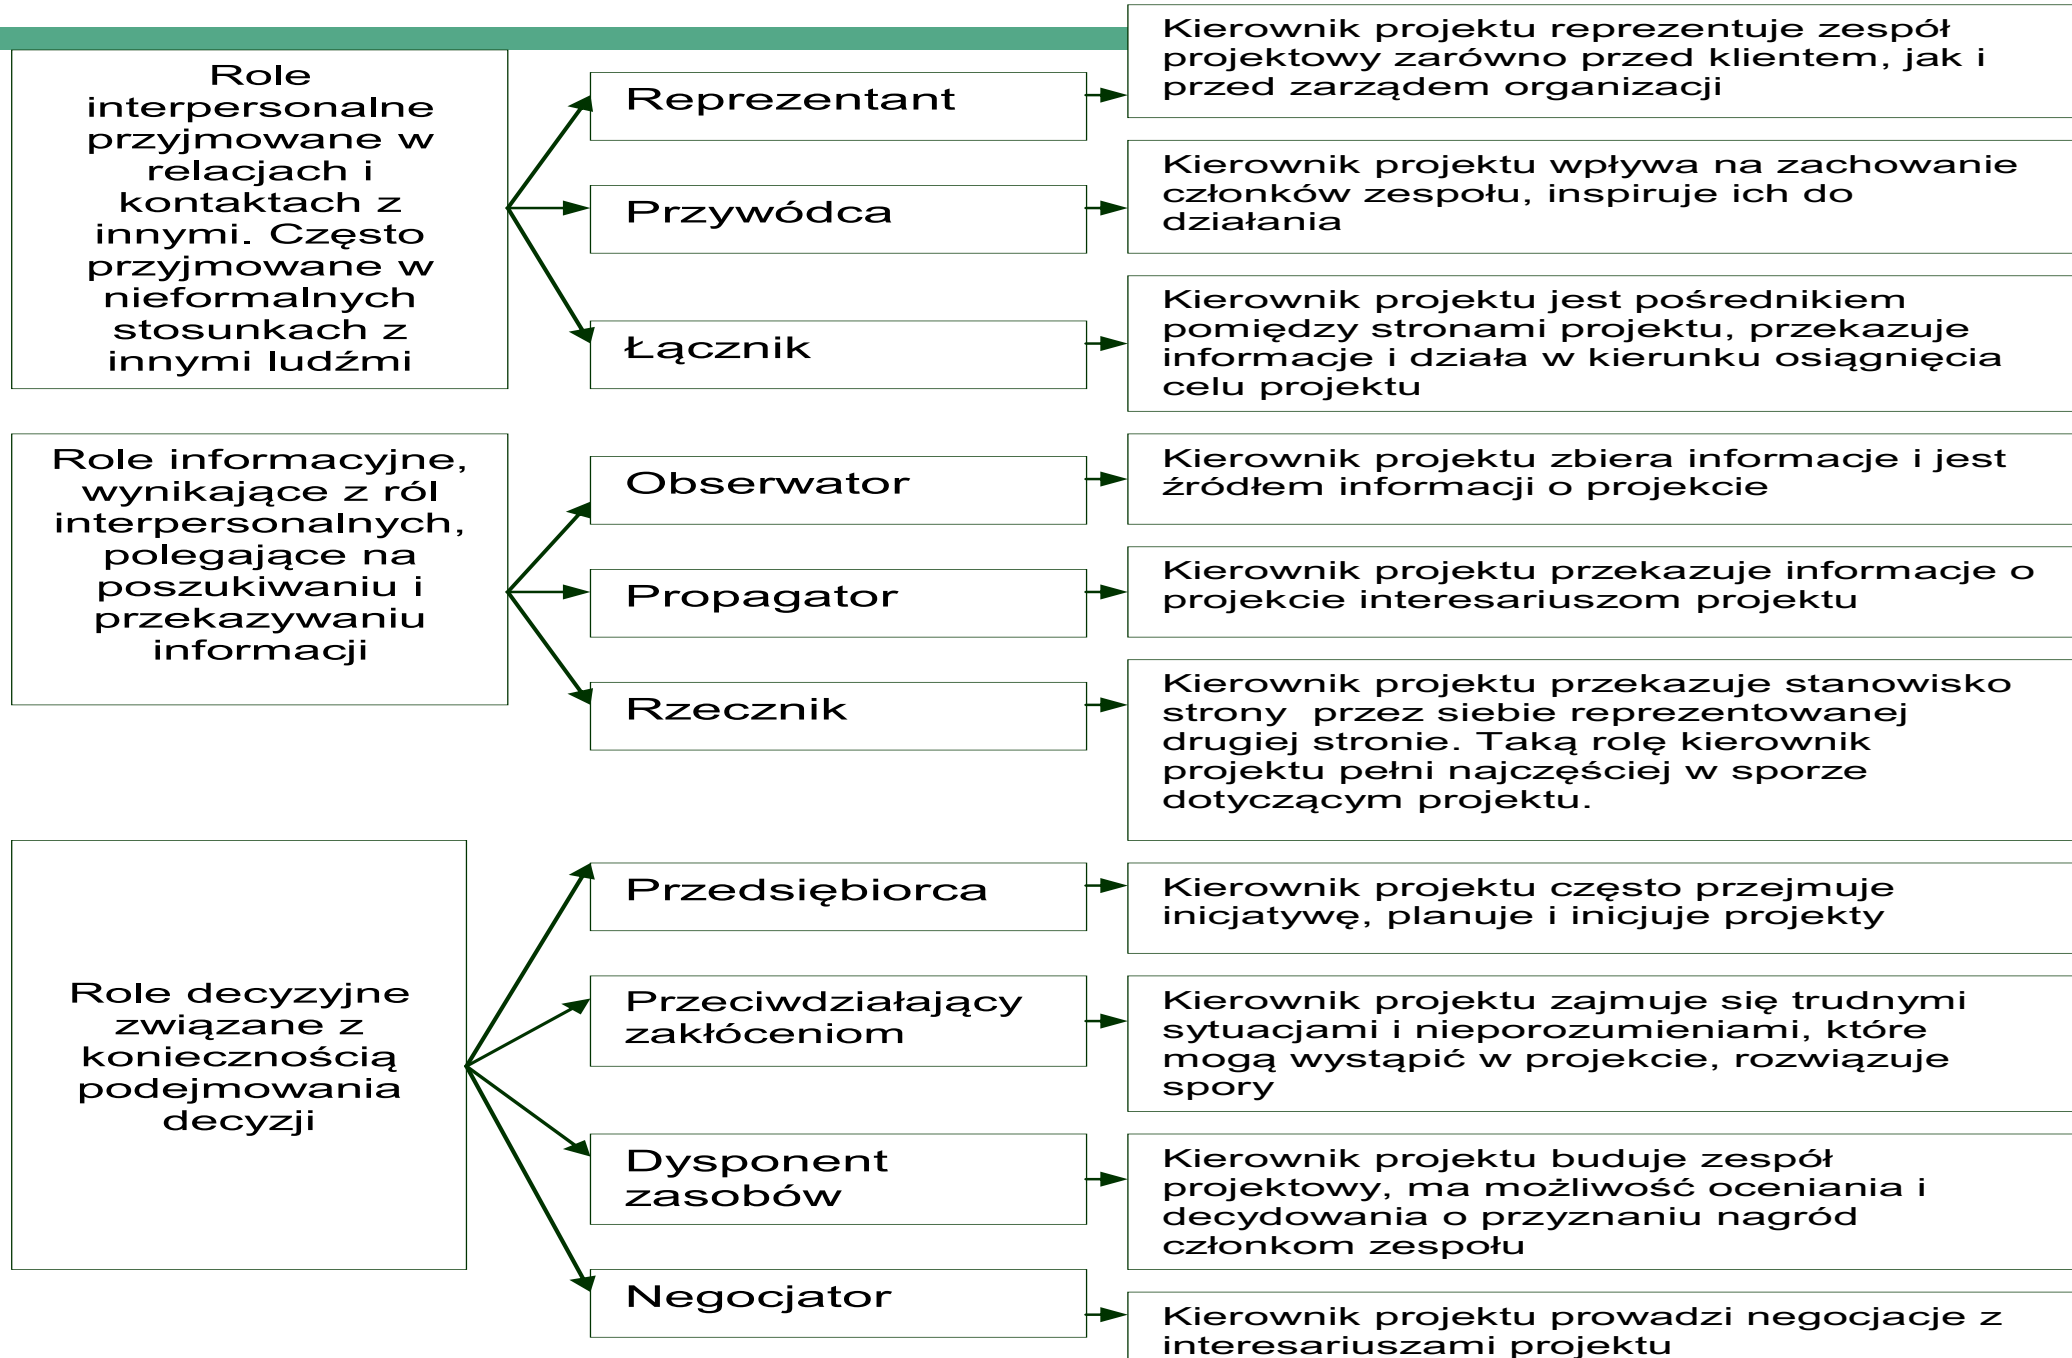 Role
interpersonalne
przyjmowane w
relacjach i
kontaktach z
innymi. Często
przyjmowane w
nieformalnych
stosunkach z
innymi ludźmi
Reprezentant
Kierownik projektu reprezentuje zespół
projektowy zarówno przed klientem, jak i
przed zarządem organizacji
Przywódca
Kierownik projektu wpływa na zachowanie
członków zespołu, inspiruje ich do
działania
Łącznik
Kierownik projektu jest pośrednikiem
pomiędzy stronami projektu, przekazuje
informacje i działa w kierunku osiągnięcia
celu projektu
Role informacyjne,
wynikające z ról
interpersonalnych,
polegające na
poszukiwaniu i
przekazywaniu
informacji
Obserwator
Kierownik projektu zbiera informacje i jest
źródłem informacji o projekcie
Propagator
Kierownik projektu przekazuje informacje o
projekcie interesariuszom projektu
Rzecznik
Kierownik projektu przekazuje stanowisko
strony  przez siebie reprezentowanej
drugiej stronie. Taką rolę kierownik
projektu pełni najczęściej w sporze
dotyczącym projektu.
Role decyzyjne
związane z
koniecznością
podejmowania
decyzji
Przedsiębiorca
Kierownik projektu często przejmuje
inicjatywę, planuje i inicjuje projekty
Przeciwdziałający
zakłóceniom
Kierownik projektu zajmuje się trudnymi
sytuacjami i nieporozumieniami, które
mogą wystąpić w projekcie, rozwiązuje
spory
Dysponent
zasobów
Kierownik projektu buduje zespół
projektowy, ma możliwość oceniania i
decydowania o przyznaniu nagród
członkom zespołu
Negocjator
Kierownik projektu prowadzi negocjacje z
interesariuszami projektu